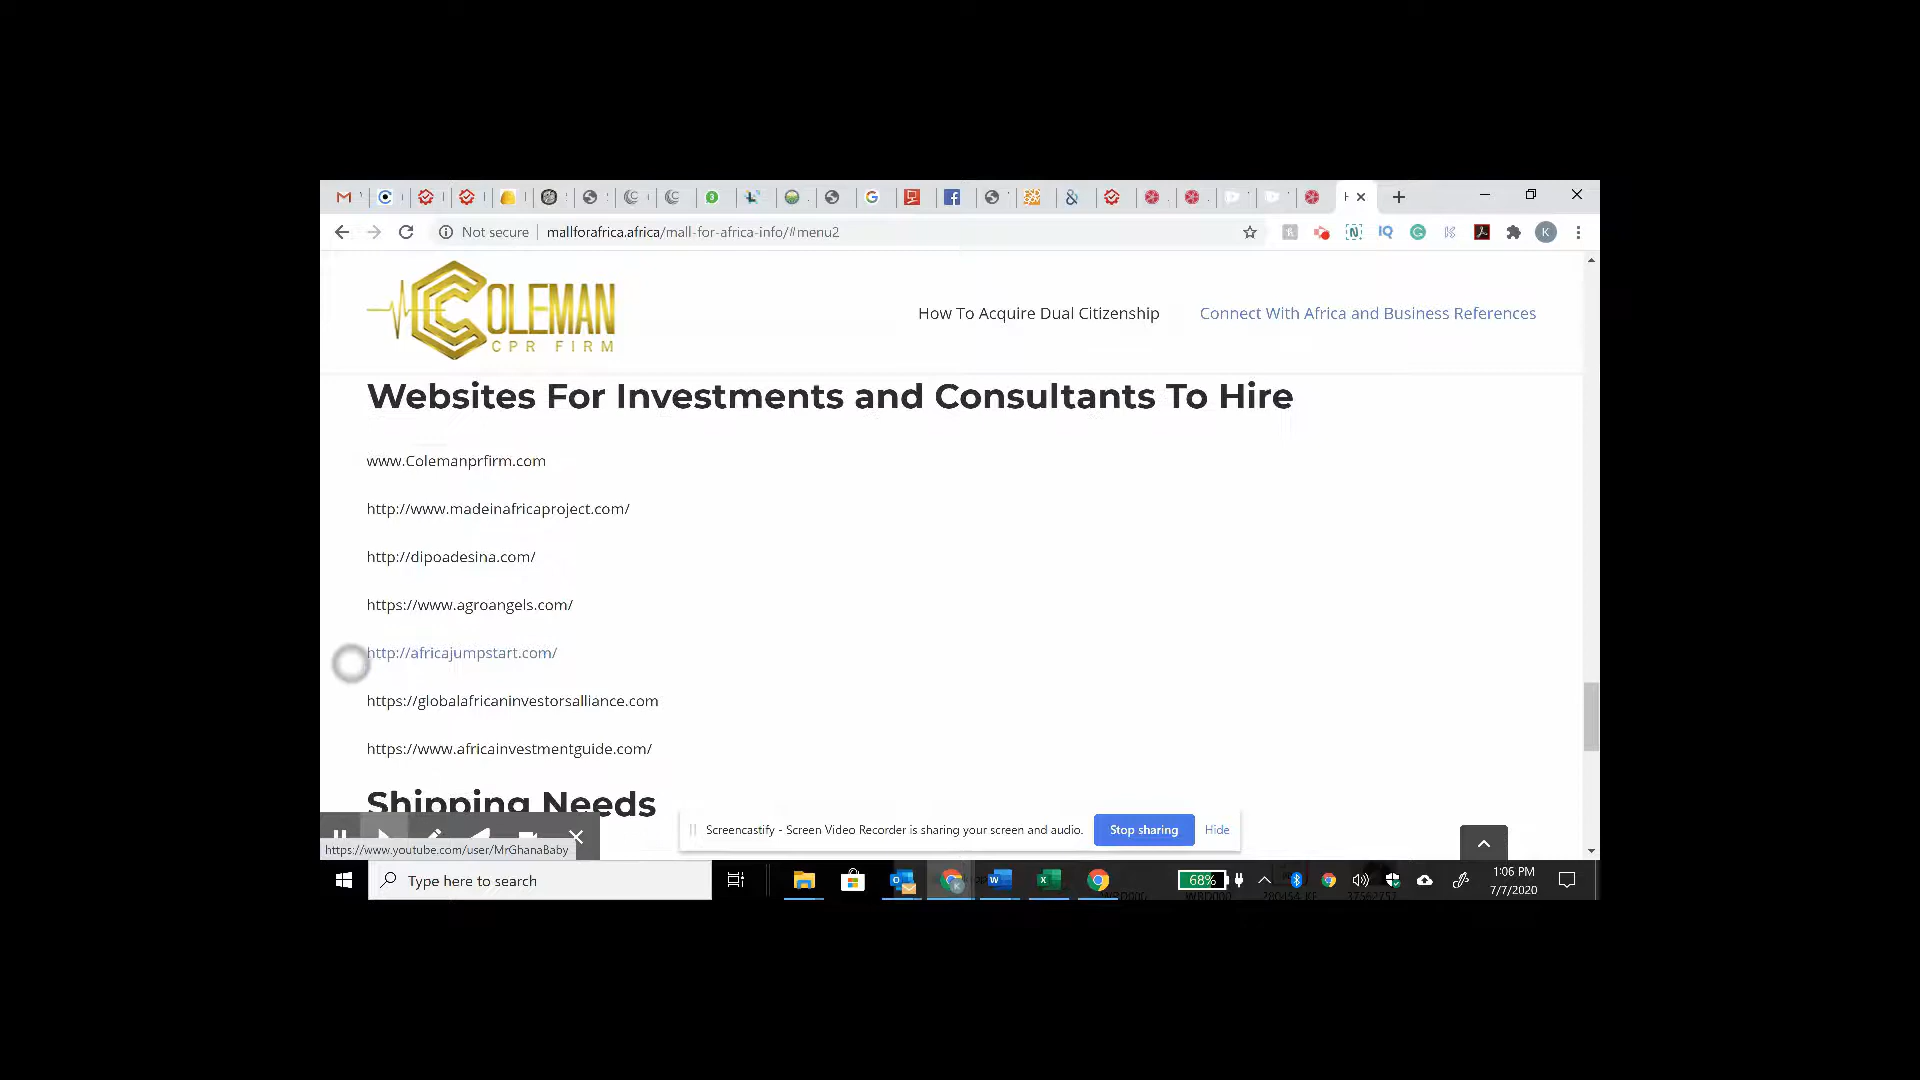 Not secure
mallforafrica.africa/mall-for-africa-info/#menu2
IQ
K
COLEMAN
CPR FIRM
How To Acquire Dual Citizenship
Connect With Africa and Business References
Websites For Investments and Consultants To Hire
www.Colemanprfirm.com
http://www.madeinafricaproject.com/
http://dipoadesina.com/
https://www.agroangels.com/
http://africajumpstart.com/
https://globalafricaninvestorsalliance.com
https://www.africainvestmentguide.com/
Shipping Needs
Screencastify - Screen Video Recorder is sharing your screen and audio.
Stop sharing
Hide
https://www.youtube.com/user/MrGhanaBaby
Type here to search
68%
1:06 PM
7/7/2020